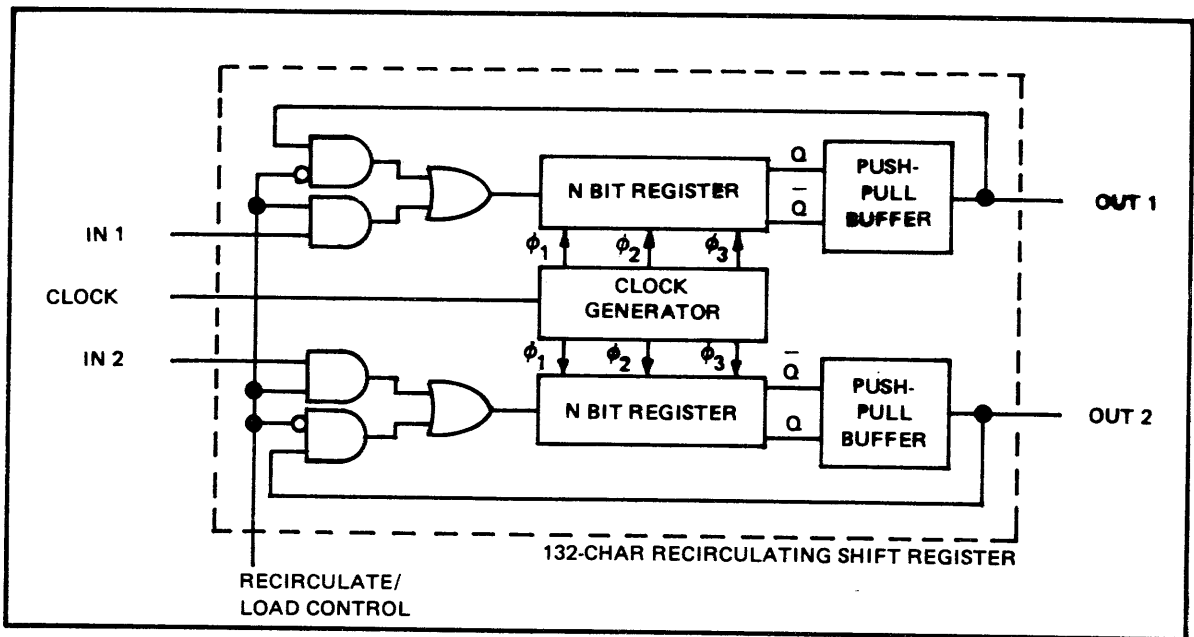 Q
PUSH-
PULL
BUFFER
N BIT REGISTER
Q̅
OUT 1
IN 1
ϕ1 ϕ2 ϕ3
CLOCK
CLOCK
GENERATOR
IN 2
ϕ1 ϕ2 ϕ3
Q̅
PUSH-
PULL
BUFFER
N BIT REGISTER
Q
OUT 2
132-CHAR RECIRCULATING SHIFT REGISTER
RECIRCULATE/
LOAD CONTROL